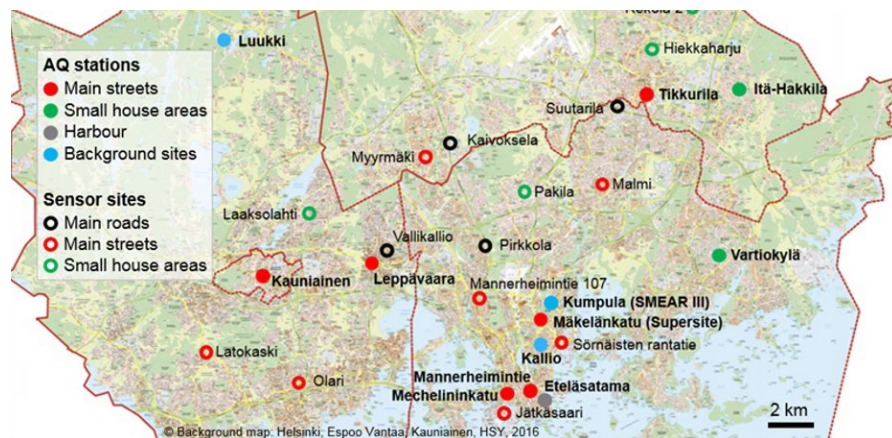 Rekola 2
Luukki
Hiekkaharju
AQ stations
Main streets
Small house areas
Harbour
Background sites
Tikkurila
Itä-Hakkila
Suutarila
Kaivoksela
Myyrmäki
Pakila
Malmi
Sensor sites
Main roads
Main streets
Small house areas
Laaksolahti
Vallikallio
Pirkkola
Vartiokylä
Kauniainen
Leppävaara
Mannerheimintie 107
Kumpula (SMEAR III)
Mäkelänkatu (Supersite)
Sörnäisten rantatie
Kallio
Latokaski
Olari
Mannerheimintie
Mechelininkatu
Eteläsatama
Jätkäsaari
2 km
© Background map: Helsinki, Espoo Vantaa, Kauniainen, HSY, 2016